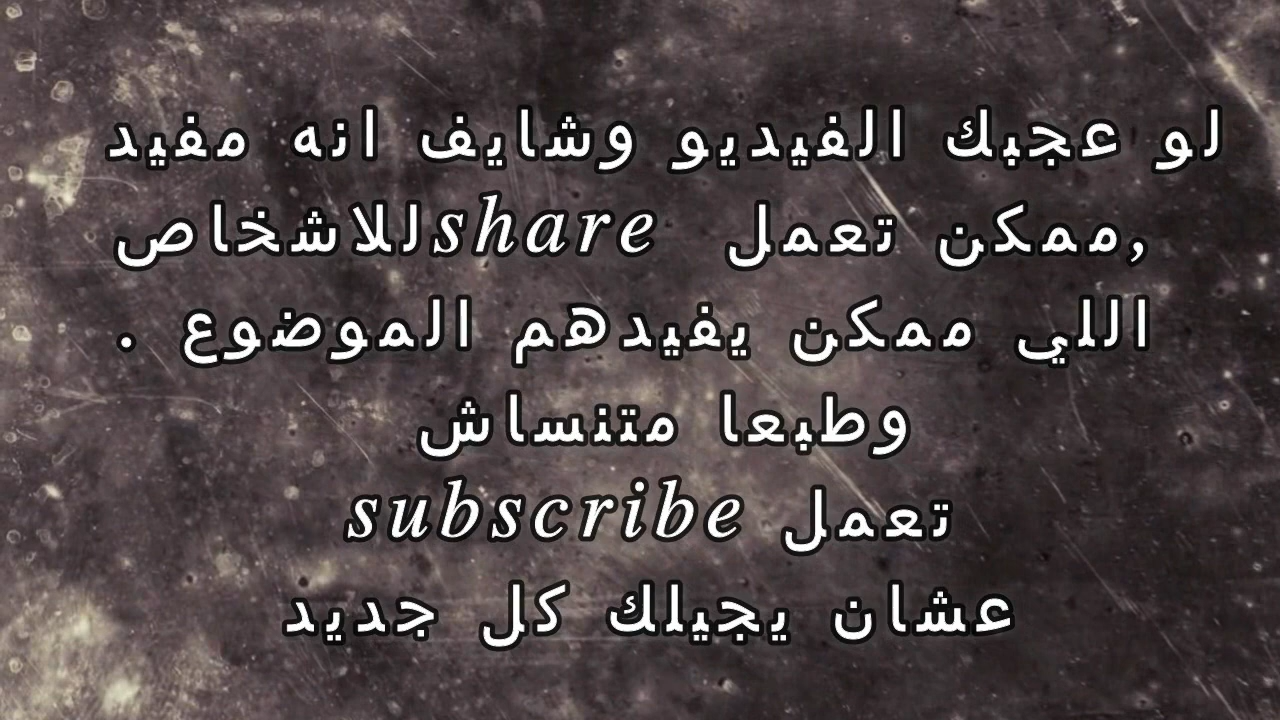 لو عجبك الفيديو وشايف انه مفيد
,ممكن تعمل share للاشخاص
اللي ممكن يفيدهم الموضوع .
وطبعا متنساش
تعمل subscribe
عشان يجيلك كل جديد